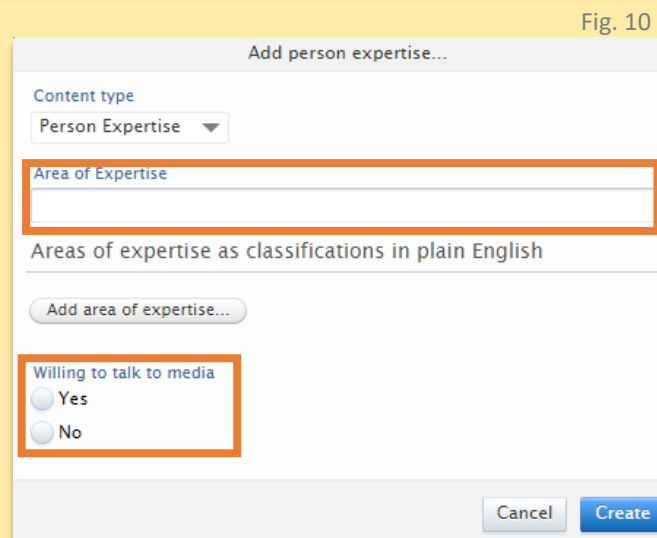 Fig. 10
Add person expertise...
Content type
Person Expertise
Area of Expertise
Areas of expertise as classifications in plain English
Add area of expertise...
Willing to talk to media
Yes
No
Cancel
Create